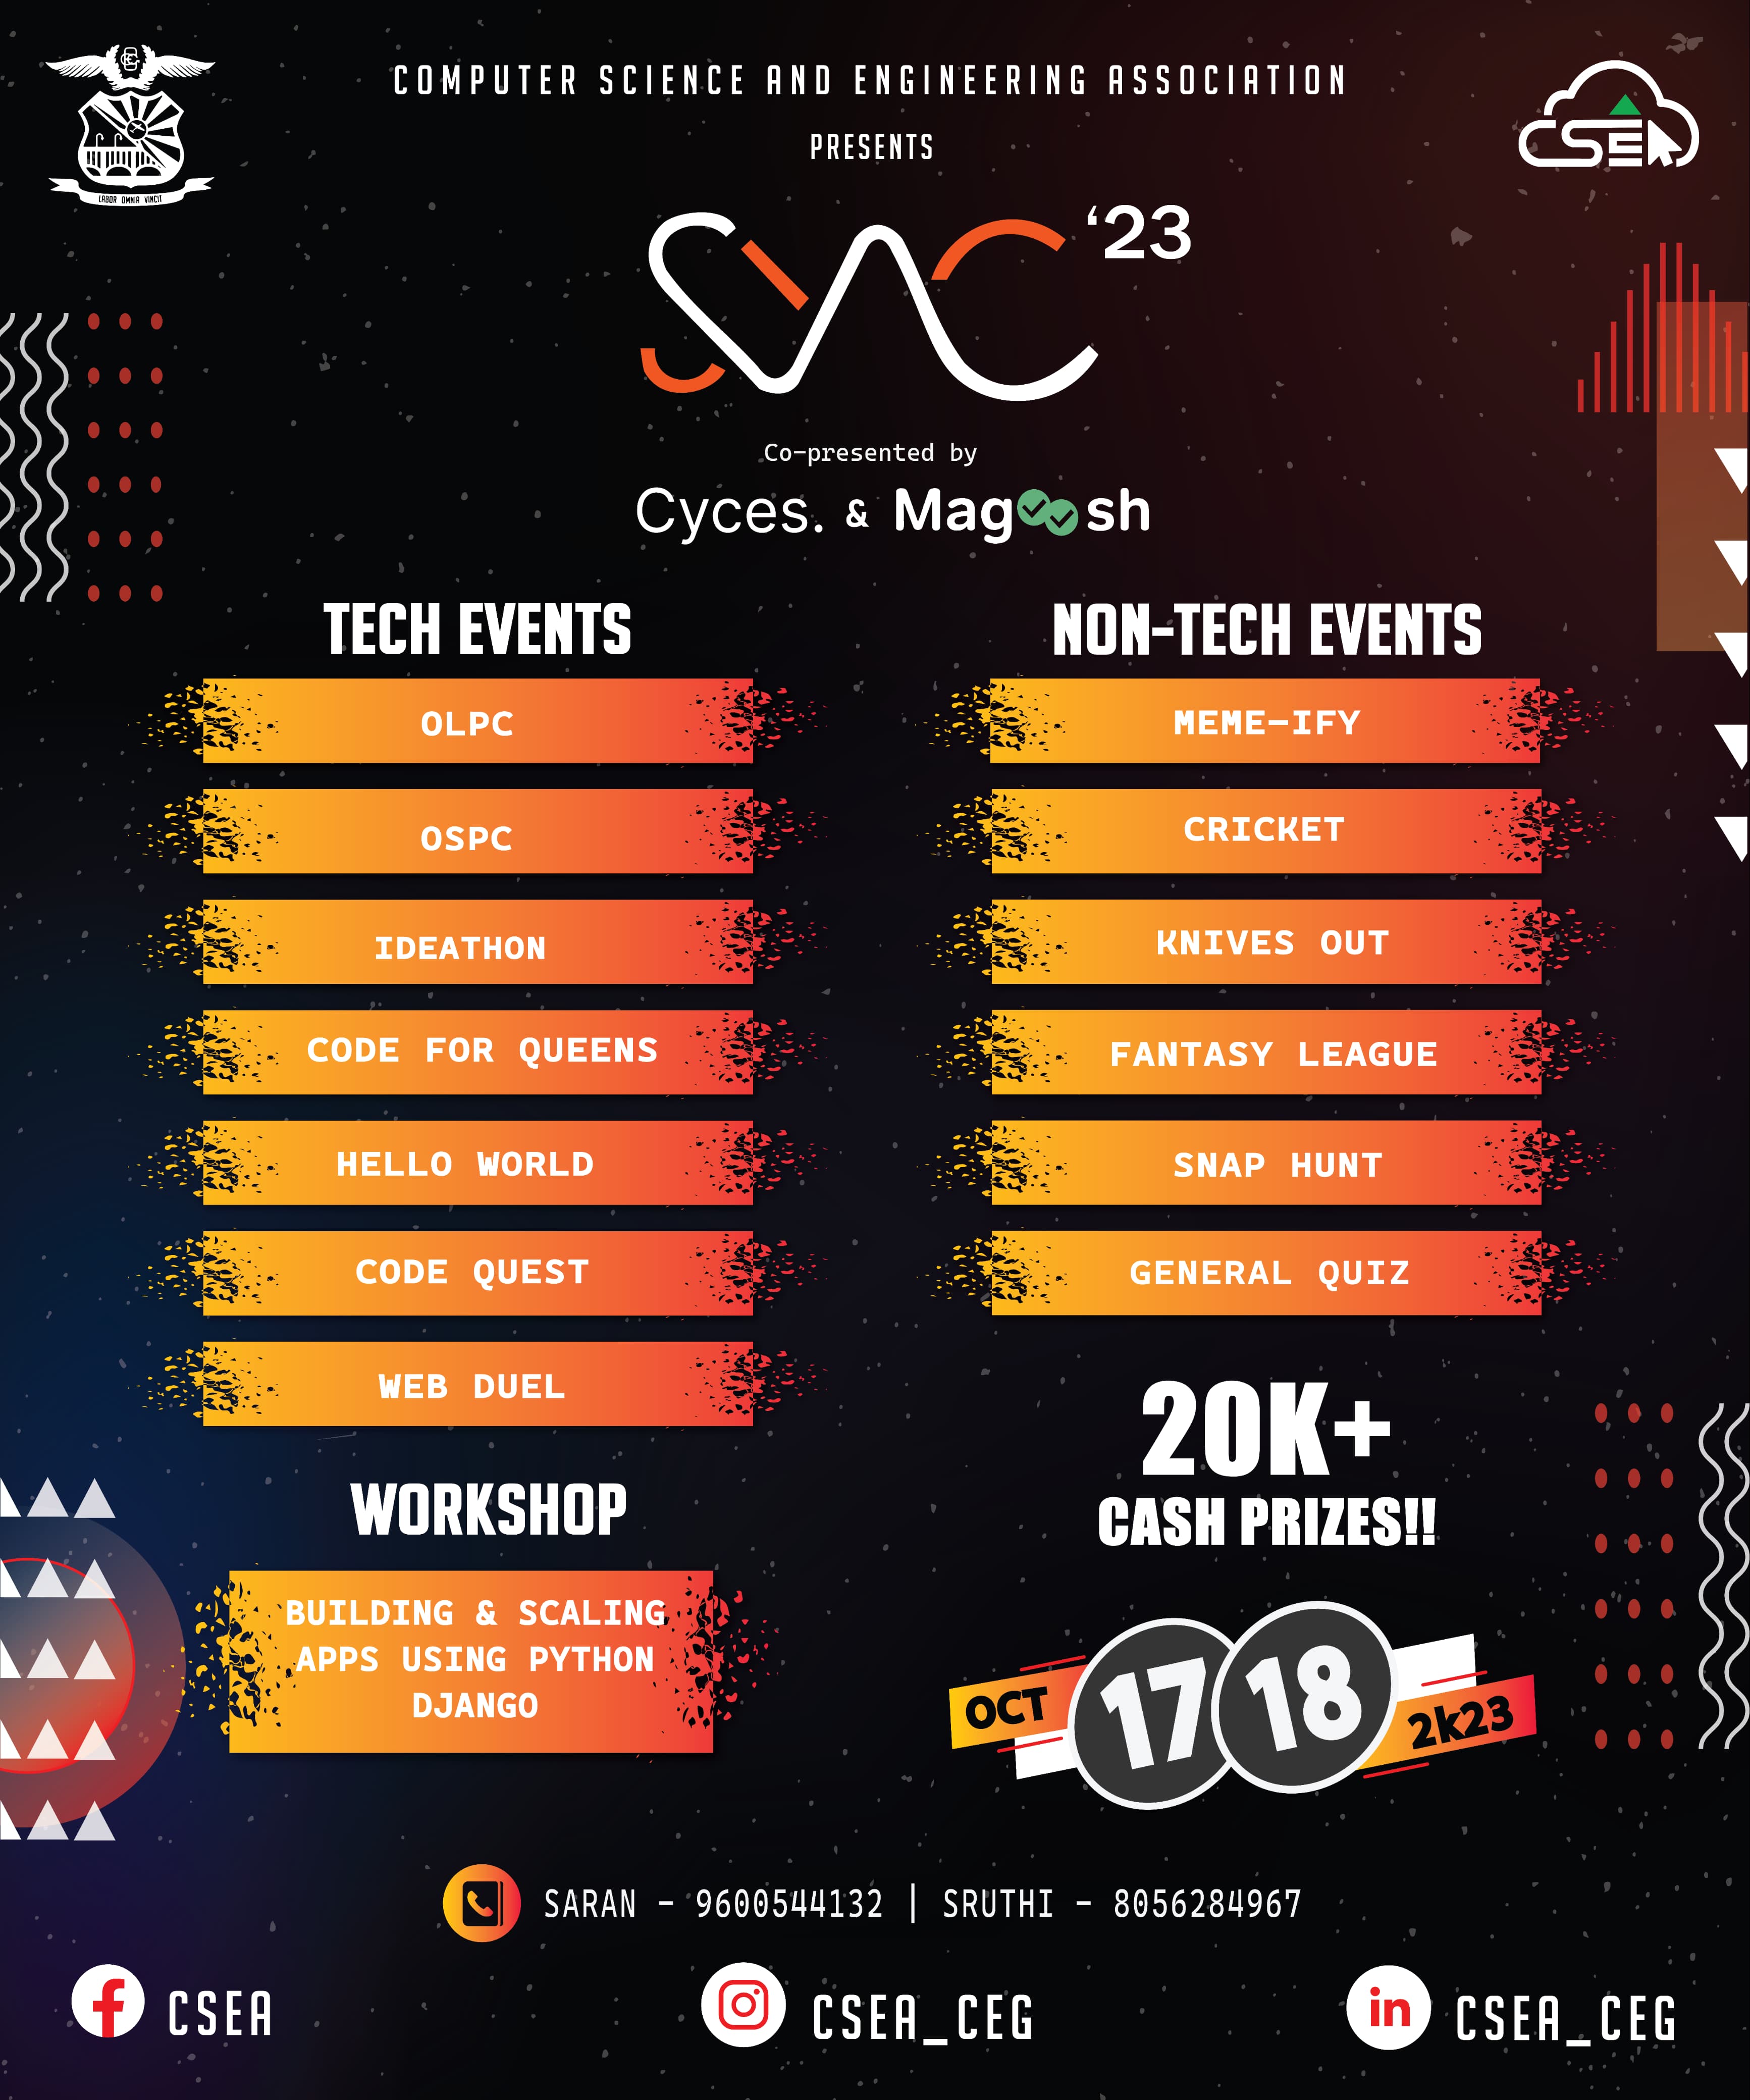 COMPUTER SCIENCE AND ENGINEERING ASSOCIATION
PRESENTS
SVAC '23
Co-presented by
Cyces. & Magoosh
LABOR OMNIA VINCIT
CSEA
TECH EVENTS
OLPC
OSPC
IDEATHON
CODE FOR QUEENS
HELLO WORLD
CODE QUEST
WEB DUEL
NON-TECH EVENTS
MEME-IFY
CRICKET
KNIVES OUT
FANTASY LEAGUE
SNAP HUNT
GENERAL QUIZ
WORKSHOP
BUILDING & SCALING
APPS USING PYTHON
DJANGO
20K+
CASH PRIZES!!
OCT 17 18 2k23
SARAN - 9600544132 | SRUTHI - 8056284967
CSEA
CSEA_CEG
CSEA_CEG